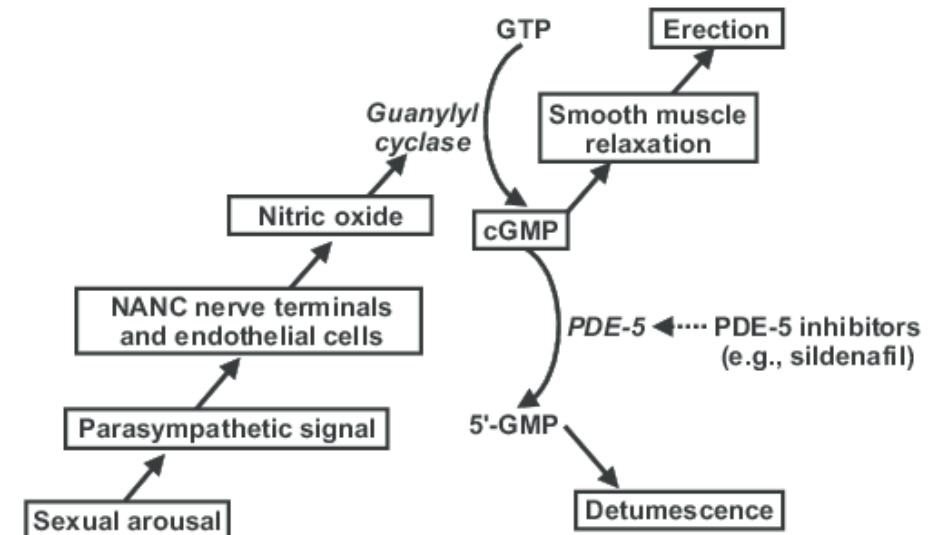 GTP
Erection
Guanylyl
cyclase
Smooth muscle
relaxation
Nitric oxide
cGMP
NANC nerve terminals
and endothelial cells
PDE-5
PDE-5 inhibitors
(e.g., sildenafil)
Parasympathetic signal
5'-GMP
Sexual arousal
Detumescence